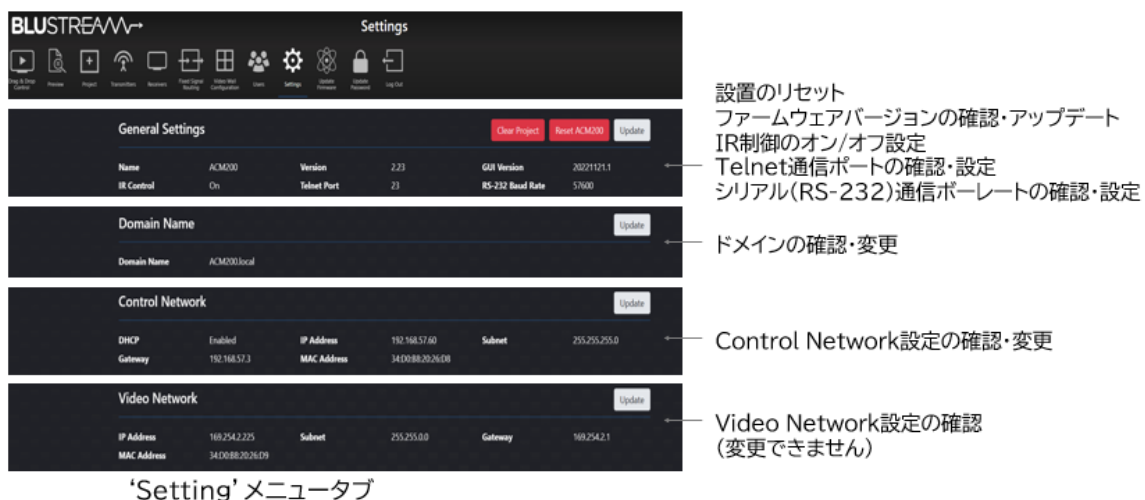 BLUSTREAM
Settings
Drag & Drop Control
Preview
Project
Transmitters
Receivers
Fixed Signal Routing
Video Wall Configuration
Users
Settings
Update Firmware
Update Password
Log Out
General Settings
Clear Project Reset ACM200 Update
Name ACM200 Version 2.23 GUI Version 20221121.1
IR Control On Telnet Port 23 RS-232 Baud Rate 57600
設置のリセット
ファームウェアバージョンの確認・アップデート
IR制御のオン/オフ設定
Telnet通信ポートの確認・設定
シリアル(RS-232)通信ボーレートの確認・設定
Domain Name
Update
Domain Name ACM200.local
ドメインの確認・変更
Control Network
Update
DHCP Enabled IP Address 192.168.57.60 Subnet 255.255.255.0
Gateway 192.168.57.3 MAC Address 34:D0:B8:20:26:D8
Control Network設定の確認・変更
Video Network
Update
IP Address 169.254.2.225 Subnet 255.255.0.0 Gateway 169.254.2.1
MAC Address 34:D0:B8:20:26:D9
Video Network設定の確認
(変更できません)
‘Setting’メニュータブ